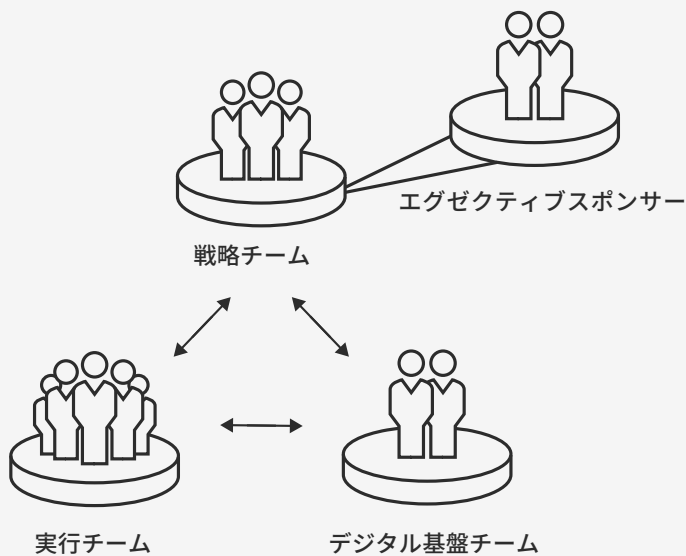 エグゼクティブスポンサー
戦略チーム
実行チーム
デジタル基盤チーム